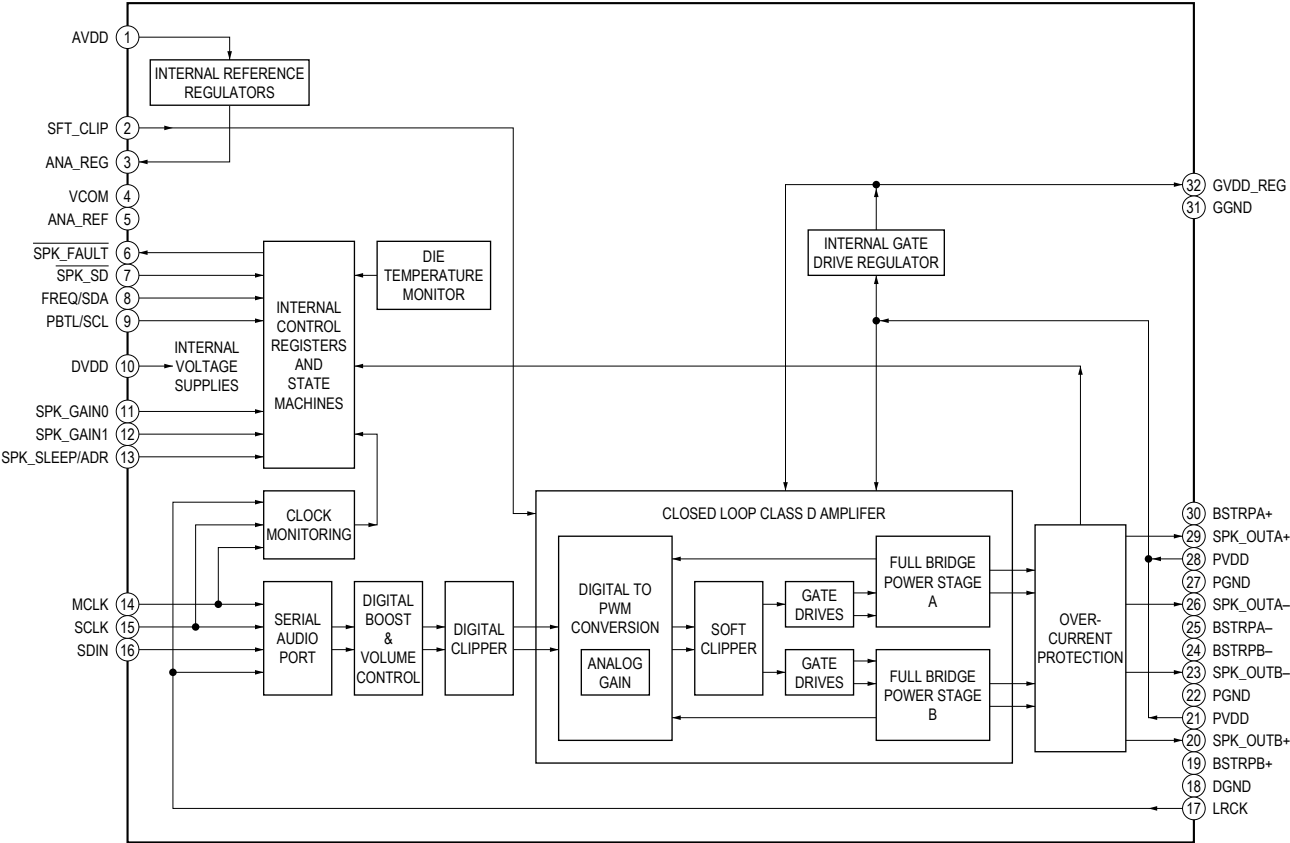 AVDD 1
INTERNAL REFERENCE
REGULATORS
SFT_CLIP 2
ANA_REG 3
VCOM 4
ANA_REF 5
SPK_FAULT 6
SPK_SD 7
FREQ/SDA 8
PBTL/SCL 9
DVDD 10
INTERNAL
VOLTAGE
SUPPLIES
SPK_GAIN0 11
SPK_GAIN1 12
SPK_SLEEP/ADR 13
INTERNAL
CONTROL
REGISTERS
AND
STATE
MACHINES
DIE
TEMPERATURE
MONITOR
INTERNAL GATE
DRIVE REGULATOR
32 GVDD_REG
31 GGND
CLOCK
MONITORING
MCLK 14
SCLK 15
SDIN 16
SERIAL
AUDIO
PORT
DIGITAL
BOOST
&
VOLUME
CONTROL
DIGITAL
CLIPPER
CLOSED LOOP CLASS D AMPLIFER
DIGITAL TO
PWM
CONVERSION
ANALOG
GAIN
SOFT
CLIPPER
GATE
DRIVES
GATE
DRIVES
FULL BRIDGE
POWER STAGE
A
FULL BRIDGE
POWER STAGE
B
OVER-
CURRENT
PROTECTION
30 BSTRPA+
29 SPK_OUTA+
28 PVDD
27 PGND
26 SPK_OUTA–
25 BSTRPA–
24 BSTRPB–
23 SPK_OUTB–
22 PGND
21 PVDD
20 SPK_OUTB+
19 BSTRPB+
18 DGND
17 LRCK